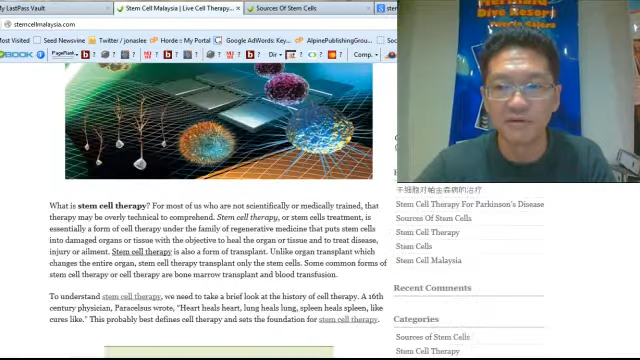 My LastPass Vault
Stem Cell Malaysia | Live Cell Therapy...
Sources Of Stem Cells
stemcellmalaysia.com
Most Visited
Seed Newsvine
Twitter / jonaslee
Horde :: My Portal
Google AdWords: Key...
AlpinePublishingGroup
PageRank
Dir
Comp.
Mermaid
Dive Resort
What is stem cell therapy? For most of us who are not scientifically or medically trained, that
therapy may be overly technical to comprehend. Stem cell therapy, or stem cells treatment, is
essentially a form of cell therapy under the family of regenerative medicine that puts stem cells
into damaged organs or tissue with the objective to heal the organ or tissue and to treat disease,
injury or ailment. Stem cell therapy is also a form of transplant. Unlike organ transplant which
changes the entire organ, stem cell therapy transplant only the stem cells. Some common forms of
stem cell therapy or cell therapy are bone marrow transplant and blood transfusion.
To understand stem cell therapy, we need to take a brief look at the history of cell therapy. A 16th
century physician, Paracelsus wrote, "Heart heals heart, lung heals lung, spleen heals spleen, like
cures like." This probably best defines cell therapy and sets the foundation for stem cell therapy.
干细胞对帕金森病的治疗
Stem Cell Therapy For Parkinson's Disease
Sources Of Stem Cells
Stem Cell Therapy
Stem Cells
Stem Cell Malaysia
Recent Comments
Categories
Sources of Stem Cells
Stem Cell Therapy